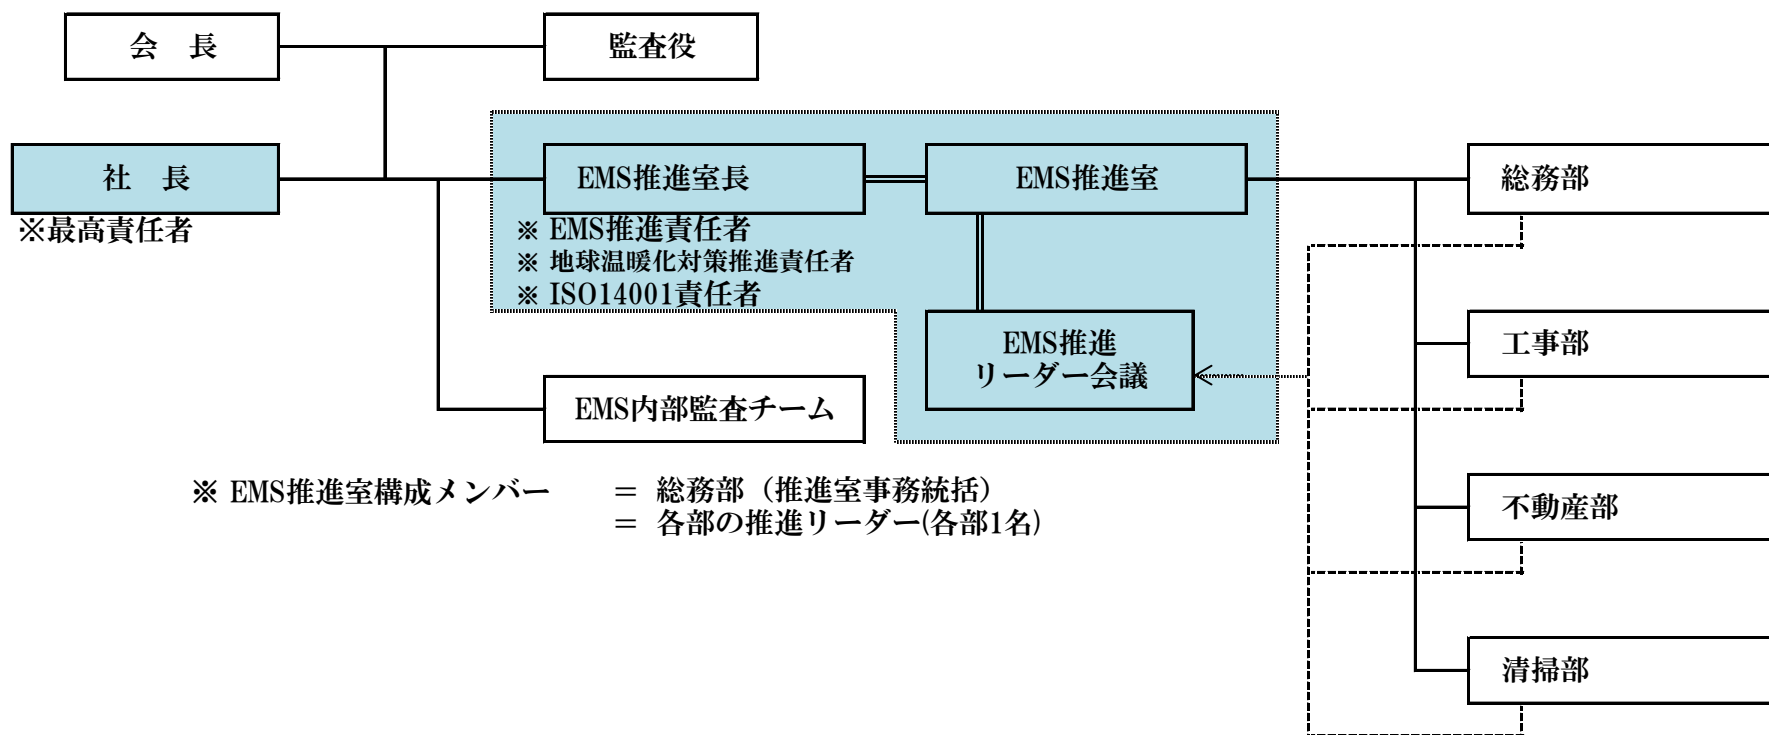 会　長
監査役
社　長
※最高責任者
EMS推進室長
※ EMS推進責任者
※ 地球温暖化対策推進責任者
※ ISO14001責任者
EMS推進室
EMS推進
リーダー会議
EMS内部監査チーム
総務部
工事部
不動産部
清掃部
※ EMS推進室構成メンバー　＝ 総務部（推進室事務統括）
＝ 各部の推進リーダー(各部1名)